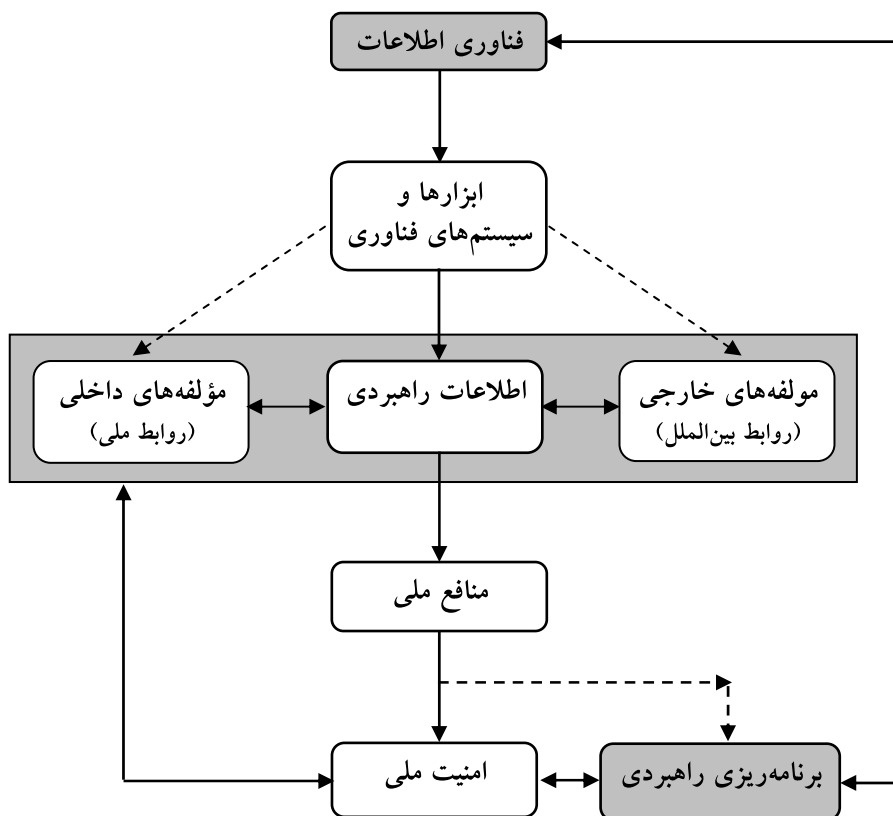 فناوری اطلاعات
ابزارها و
سیستم‌های فناوری
مولفه‌های خارجی
(روابط بین‌الملل)
اطلاعات راهبردی
مؤلفه‌های داخلی
(روابط ملی)
منافع ملی
برنامه‌ریزی راهبردی
امنیت ملی